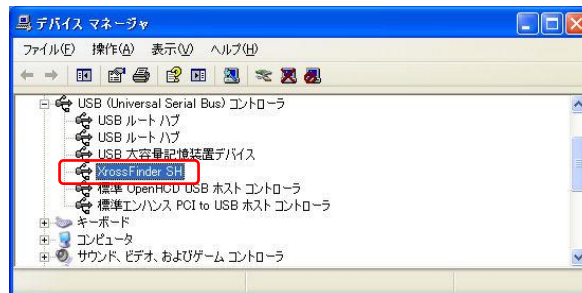 デバイス マネージャ
ファイル(F) 操作(A) 表示(V) ヘルプ(H)
USB (Universal Serial Bus) コントローラ
USB ルート ハブ
USB ルート ハブ
USB 大容量記憶装置デバイス
XrossFinder SH
標準 OpenHCD USB ホスト コントローラ
標準エンハンス PCI to USB ホスト コントローラ
キーボード
コンピュータ
サウンド、ビデオ、およびゲーム コントローラ